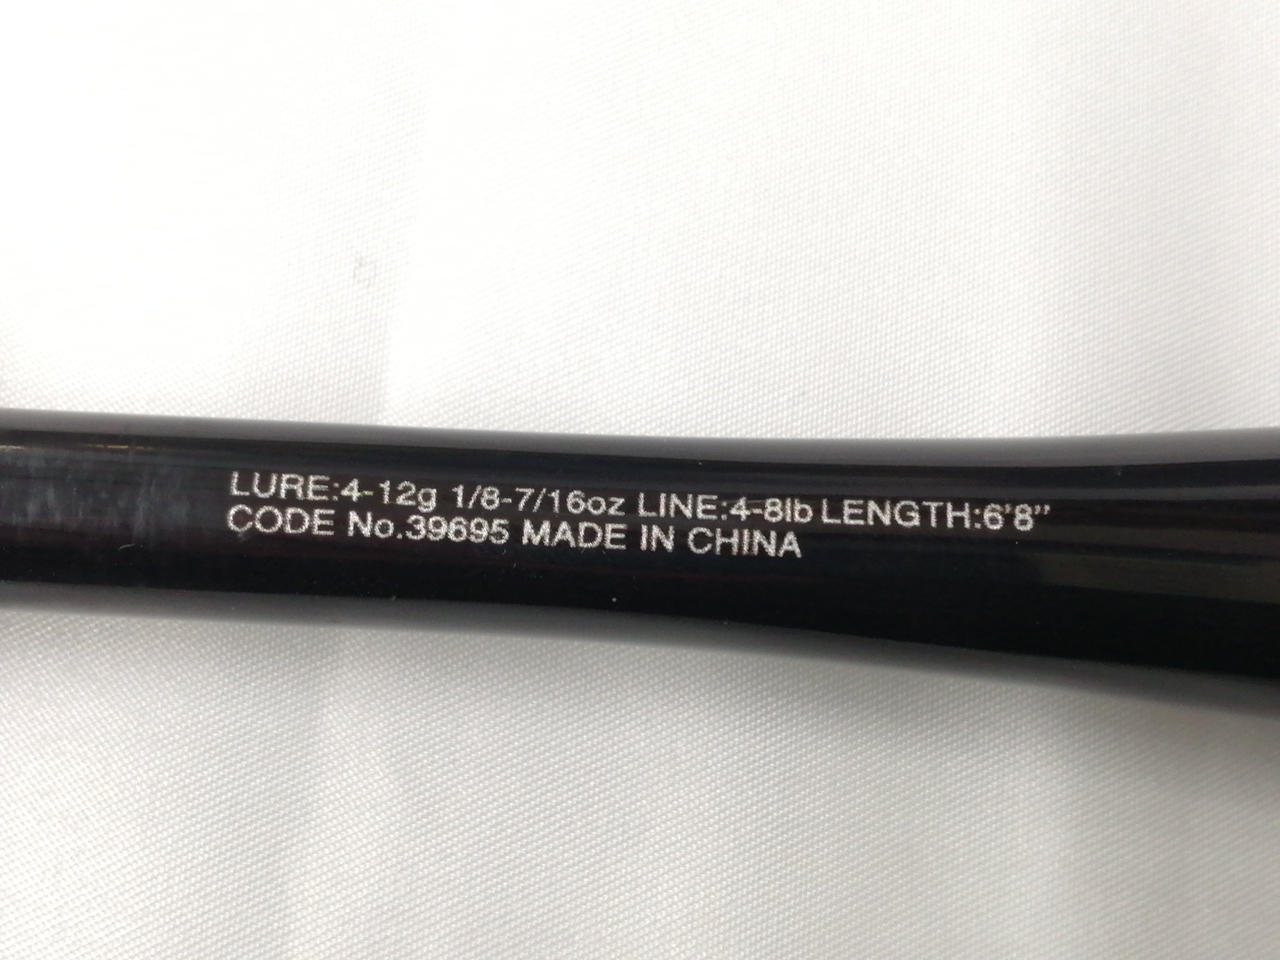 LURE:4-12g 1/8-7/16oz LINE:4-8lb LENGTH:6'8"
CODE No.39695 MADE IN CHINA